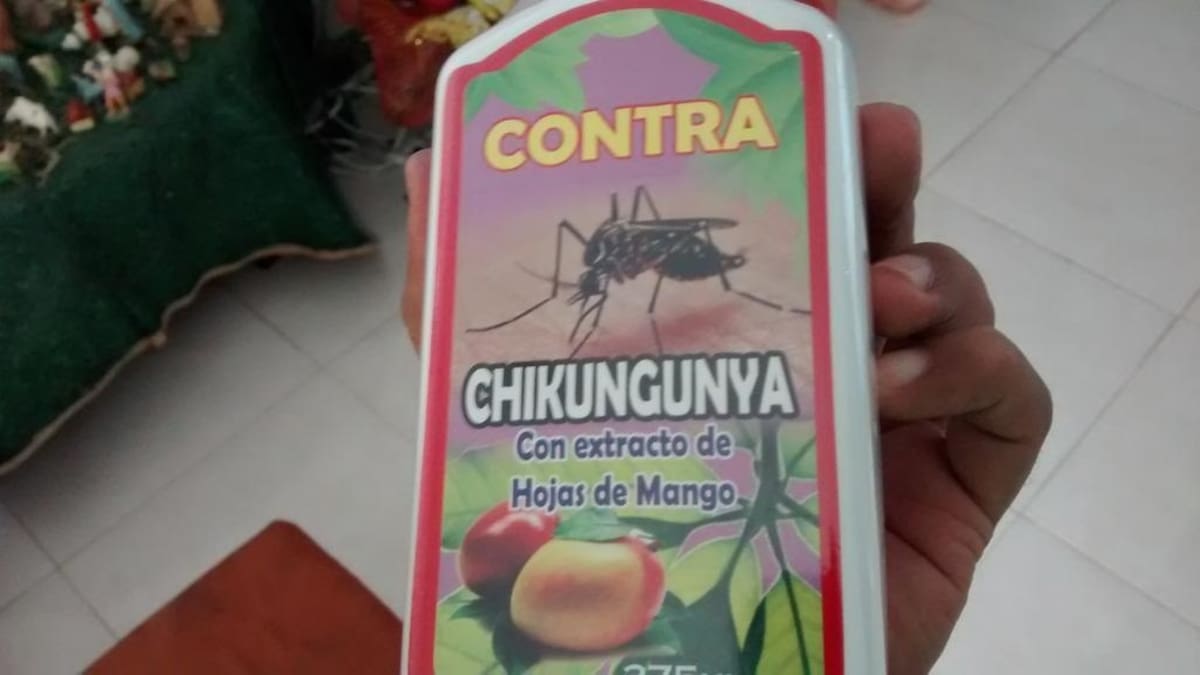 CONTRA
CHIKUNGUNYA
Con extracto de
Hojas de Mango